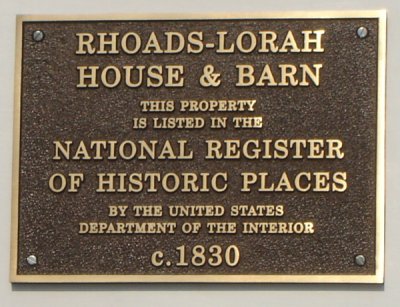 RHOADS-LORAH
HOUSE & BARN
THIS PROPERTY
IS LISTED IN THE
NATIONAL REGISTER
OF HISTORIC PLACES
BY THE UNITED STATES
DEPARTMENT OF THE INTERIOR
c.1830